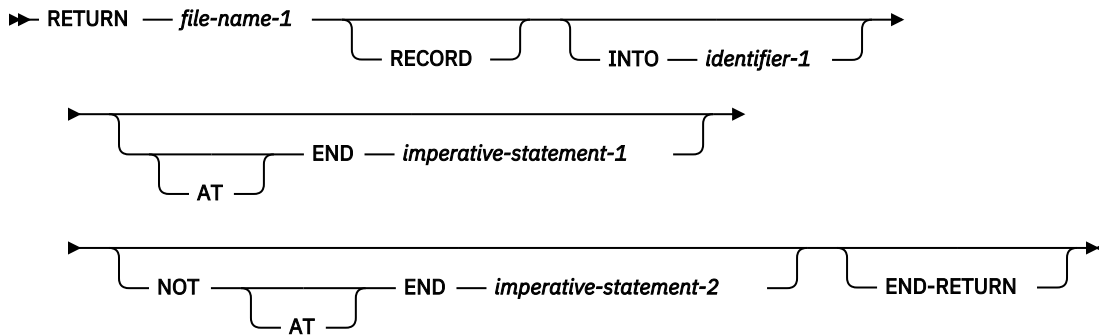 RETURN file-name-1
RECORD INTO identifier-1
END imperative-statement-1
AT
NOT END imperative-statement-2 END-RETURN
AT